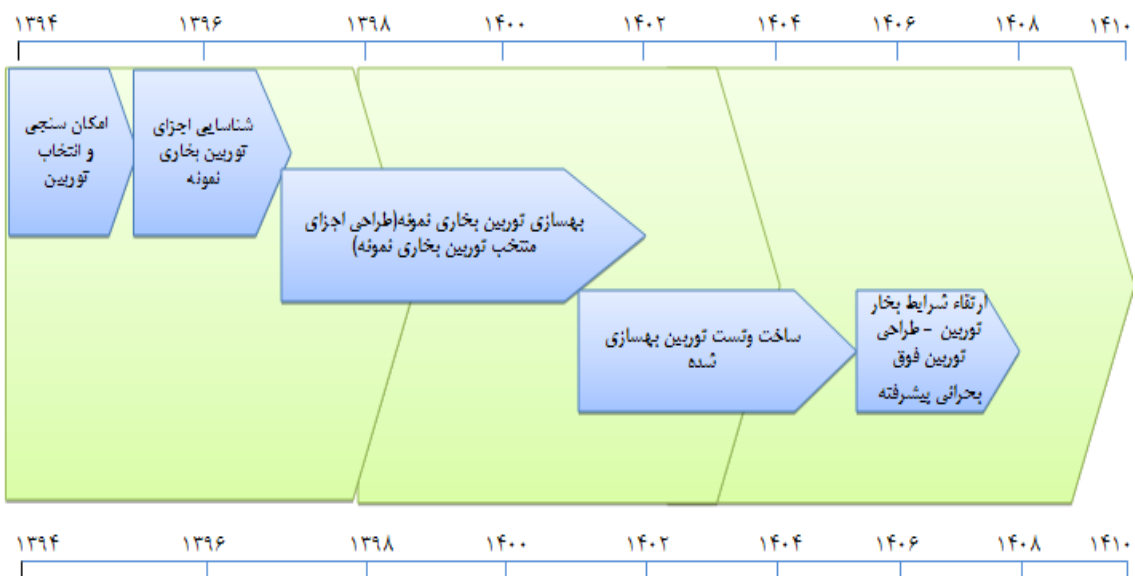 ۱۳۹۴ ۱۳۹۶ ۱۳۹۸ ۱۴۰۰ ۱۴۰۲ ۱۴۰۴ ۱۴۰۶ ۱۴۰۸ ۱۴۱۰
امکان سنجی
و انتخاب
توربین
شناسایی اجزای
توربین بخاری
نمونه
بهسازی توربین بخاری نمونه(طراحی اجزای
منتخب توربین بخاری نمونه)
ساخت وتست توربین بهسازی
شده
ارتقاء شرایط بخار
توربین - طراحی
توربین فوق
بحرانی پیشرفته
۱۳۹۴ ۱۳۹۶ ۱۳۹۸ ۱۴۰۰ ۱۴۰۲ ۱۴۰۴ ۱۴۰۶ ۱۴۰۸ ۱۴۱۰